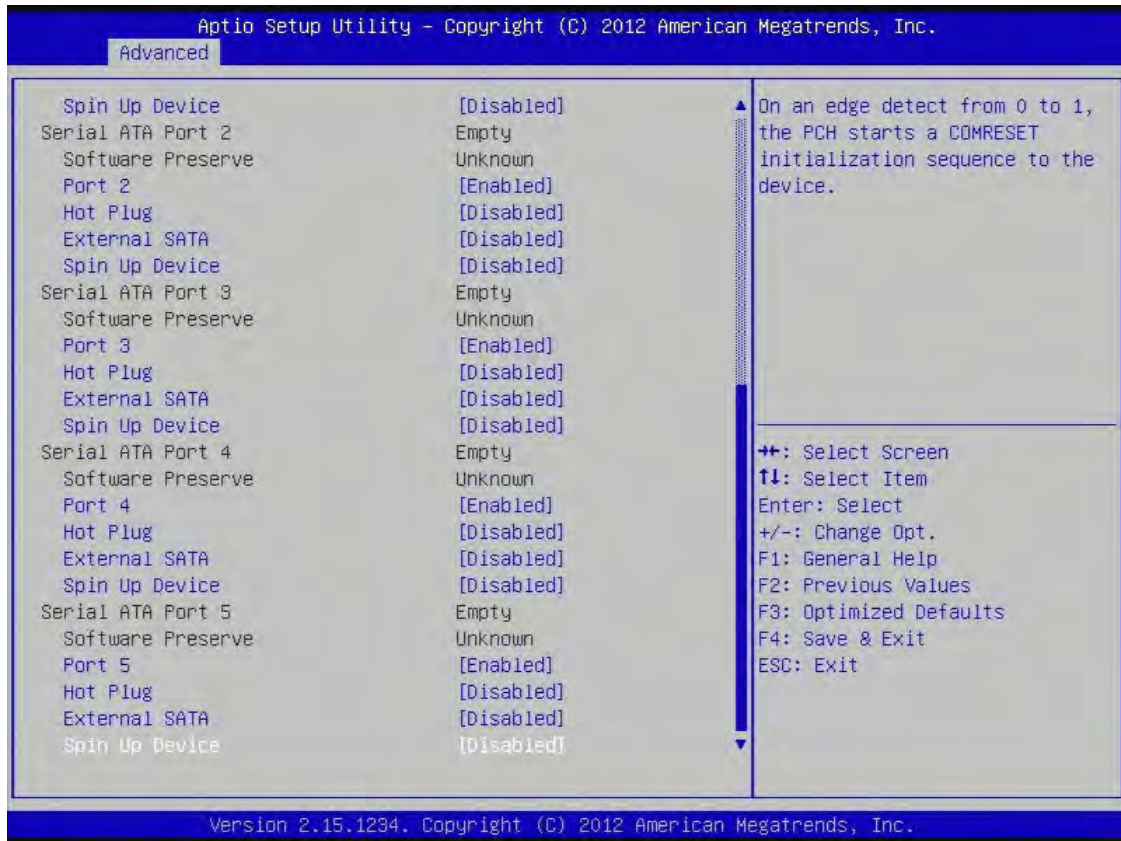 Aptio Setup Utility – Copyright (C) 2012 American Megatrends, Inc.
Advanced
Spin Up Device [Disabled]
Serial ATA Port 2 Empty
Software Preserve Unknown
Port 2 [Enabled]
Hot Plug [Disabled]
External SATA [Disabled]
Spin Up Device [Disabled]
Serial ATA Port 3 Empty
Software Preserve Unknown
Port 3 [Enabled]
Hot Plug [Disabled]
External SATA [Disabled]
Spin Up Device [Disabled]
Serial ATA Port 4 Empty
Software Preserve Unknown
Port 4 [Enabled]
Hot Plug [Disabled]
External SATA [Disabled]
Spin Up Device [Disabled]
Serial ATA Port 5 Empty
Software Preserve Unknown
Port 5 [Enabled]
Hot Plug [Disabled]
External SATA [Disabled]
Spin Up Device [Disabled]
On an edge detect from 0 to 1,
the PCH starts a COMRESET
initialization sequence to the
device.
→←: Select Screen
↑↓: Select Item
Enter: Select
+/-: Change Opt.
F1: General Help
F2: Previous Values
F3: Optimized Defaults
F4: Save & Exit
ESC: Exit
Version 2.15.1234. Copyright (C) 2012 American Megatrends, Inc.